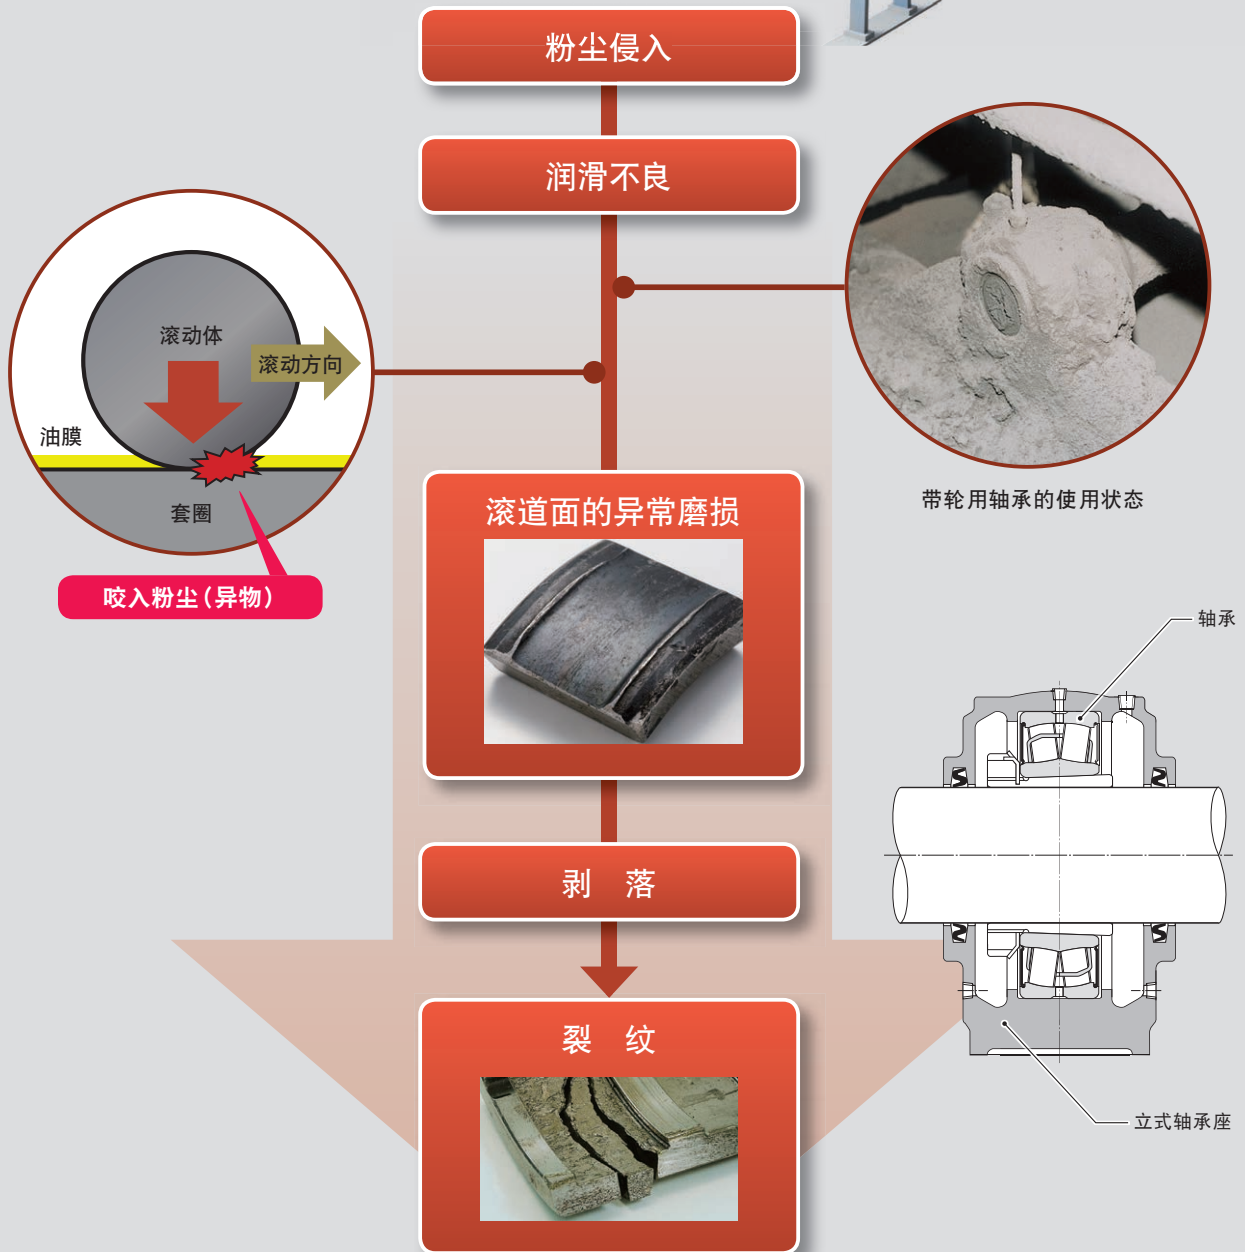 粉尘侵入
润滑不良
滚动体
滚动方向
油膜
套圈
咬入粉尘(异物)
带轮用轴承的使用状态
滚道面的异常磨损
轴承
剥 落
裂 纹
立式轴承座